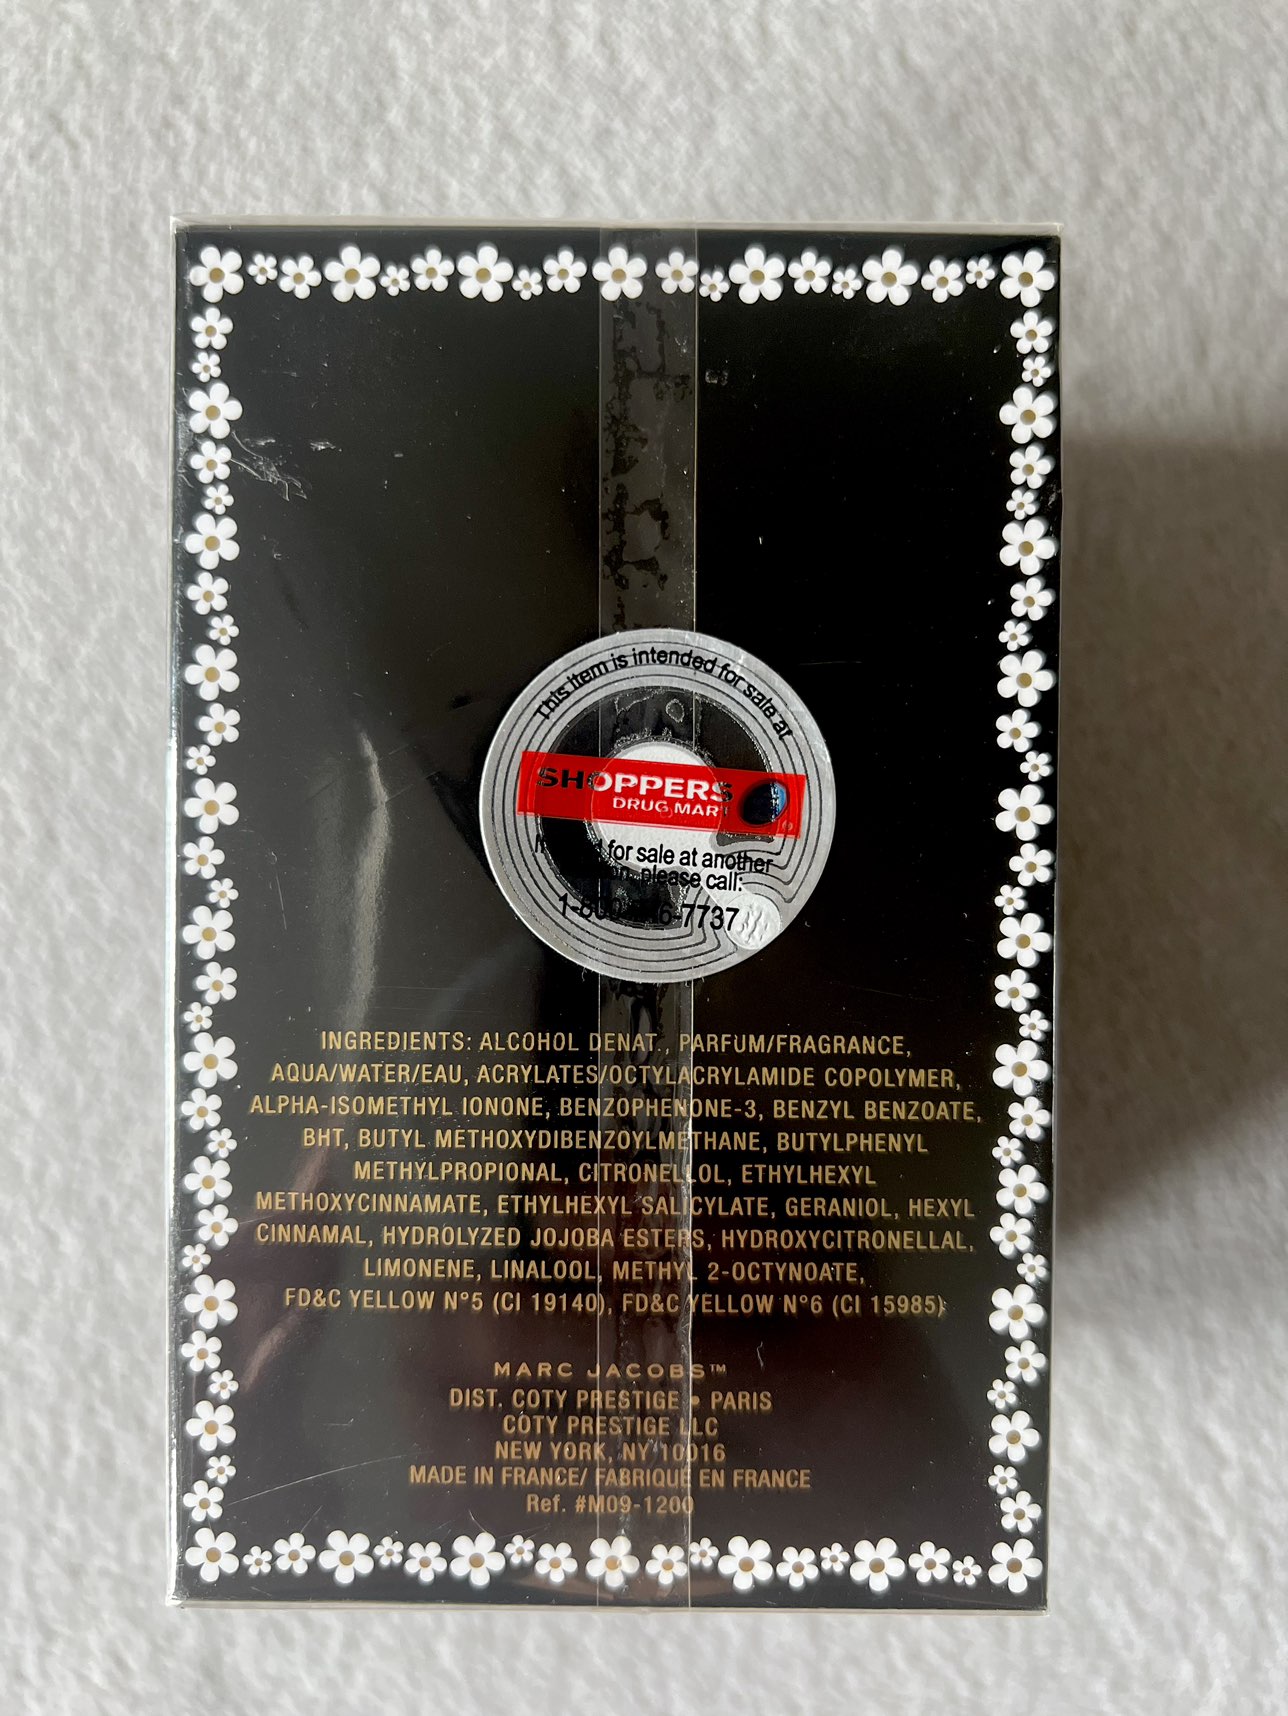 This item is intended for sale at
SHOPPERS
DRUG MART
for sale at another
please call:
INGREDIENTS: ALCOHOL DENAT., PARFUM/FRAGRANCE,
AQUA/WATER/EAU, ACRYLATES/OCTYLACRYLAMIDE COPOLYMER,
ALPHA-ISOMETHYL IONONE, BENZOPHENONE-3, BENZYL BENZOATE,
BHT, BUTYL METHOXYDIBENZOYLMETHANE, BUTYLPHENYL
METHYLPROPIONAL, CITRONELLOL, ETHYLHEXYL
METHOXYCINNAMATE, ETHYLHEXYL SALICYLATE, GERANIOL, HEXYL
CINNAMAL, HYDROLYZED JOJOBA ESTERS, HYDROXYCITRONELLAL,
LIMONENE, LINALOOL, METHYL 2-OCTYNOATE,
FD&C YELLOW N°5 (CI 19140), FD&C YELLOW N°6 (CI 15985)
MARC JACOBS™
DIST. COTY PRESTIGE • PARIS
COTY PRESTIGE LLC
NEW YORK, NY 10016
MADE IN FRANCE/ FABRIQUÉ EN FRANCE
Ref. #M09-1200